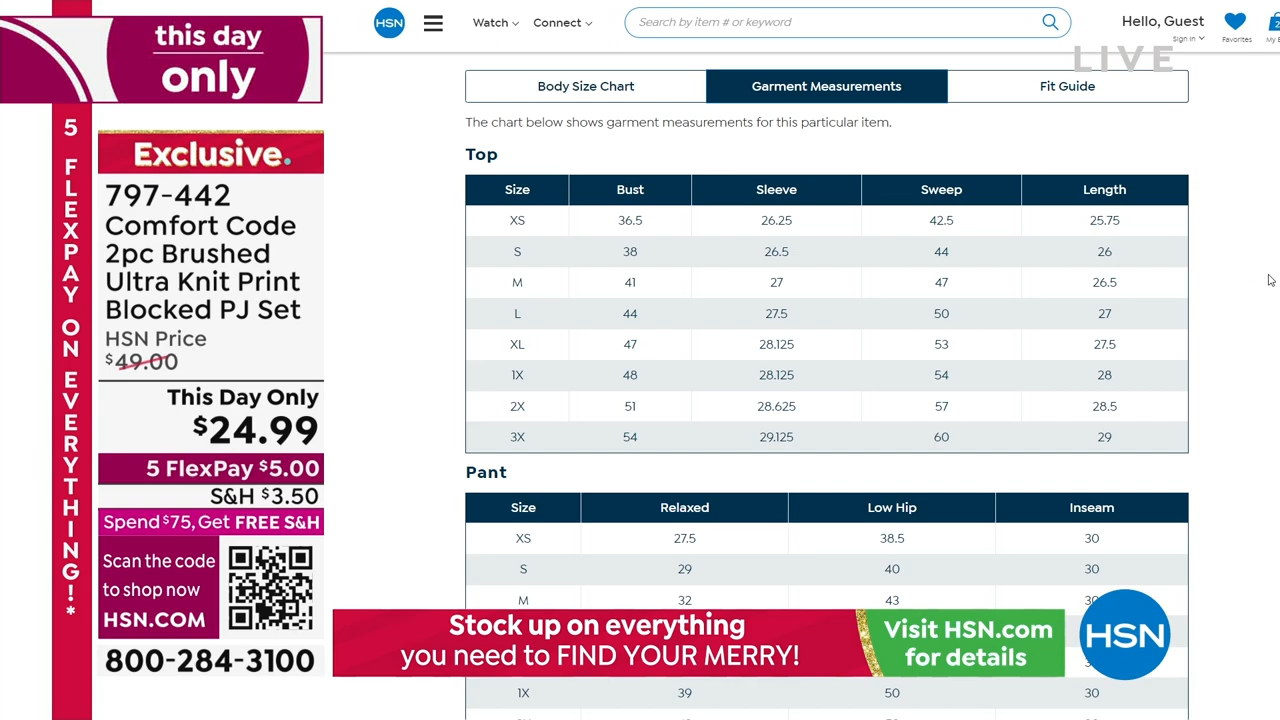 this day
only
5 FLEXPAY ON EVERYTHING!*
Exclusive.
797-442
Comfort Code
2pc Brushed
Ultra Knit Print
Blocked PJ Set
HSN Price
$49.00
This Day Only
$24.99
5 FlexPay $5.00
S&H $3.50
Spend $75, Get FREE S&H
Scan the code
to shop now
HSN.COM
800-284-3100
HSN
Watch
Connect
Search by item # or keyword
Hello, Guest
Sign In
Favorites
2
LIVE
Body Size Chart Garment Measurements Fit Guide
The chart below shows garment measurements for this particular item.
Top
Size Bust Sleeve Sweep Length
XS 36.5 26.25 42.5 25.75
S 38 26.5 44 26
M 41 27 47 26.5
L 44 27.5 50 27
XL 47 28.125 53 27.5
1X 48 28.125 54 28
2X 51 28.625 57 28.5
3X 54 29.125 60 29
Pant
Size Relaxed Low Hip Inseam
XS 27.5 38.5 30
S 29 40 30
M 32 43
1X 39 50 30
Stock up on everything
you need to FIND YOUR MERRY!
Visit HSN.com
for details
HSN